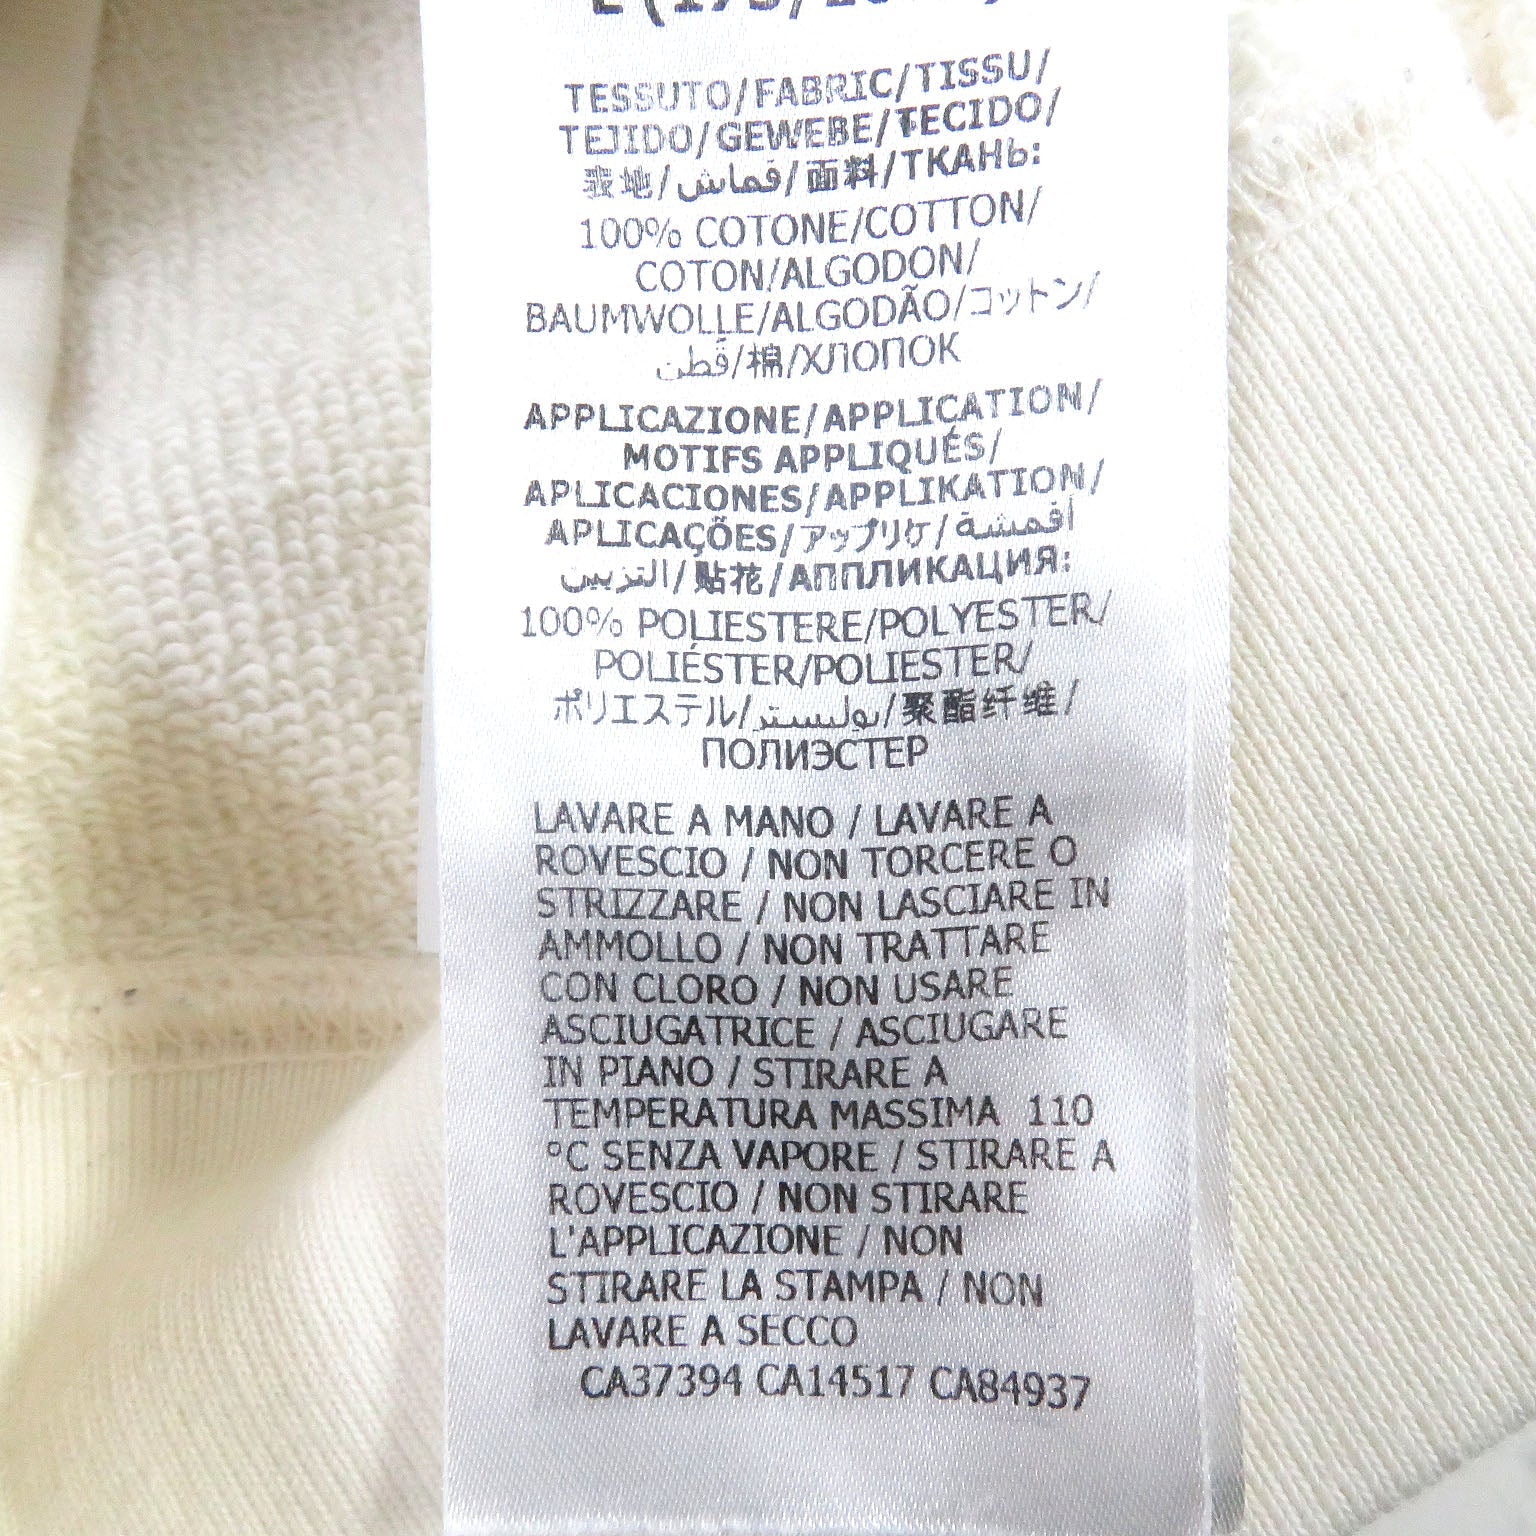 TESSUTO/FABRIC/TISSU/
TEJIDO/GEWEBE/TECIDO/
表地/قماش/面料/ТКАНЬ:
100% COTONE/COTTON/
COTON/ALGODON/
BAUMWOLLE/ALGODÃO/コットン/
قطن/棉/ХЛОПОК
APPLICAZIONE/APPLICATION/
MOTIFS APPLIQUÉS/
APLICACIONES/APPLIKATION/
APLICAÇÕES/アップリケ/أقمشة
التزيين/贴花/АППЛИКАЦИЯ:
100% POLIESTERE/POLYESTER/
POLIÉSTER/POLIESTER/
ポリエステル/بوليستر/聚酯纤维/
ПОЛИЭСТЕР
LAVARE A MANO / LAVARE A
ROVESCIO / NON TORCERE O
STRIZZARE / NON LASCIARE IN
AMMOLLO / NON TRATTARE
CON CLORO / NON USARE
ASCIUGATRICE / ASCIUGARE
IN PIANO / STIRARE A
TEMPERATURA MASSIMA 110
°C SENZA VAPORE / STIRARE A
ROVESCIO / NON STIRARE
L'APPLICAZIONE / NON
STIRARE LA STAMPA / NON
LAVARE A SECCO
CA37394 CA14517 CA84937